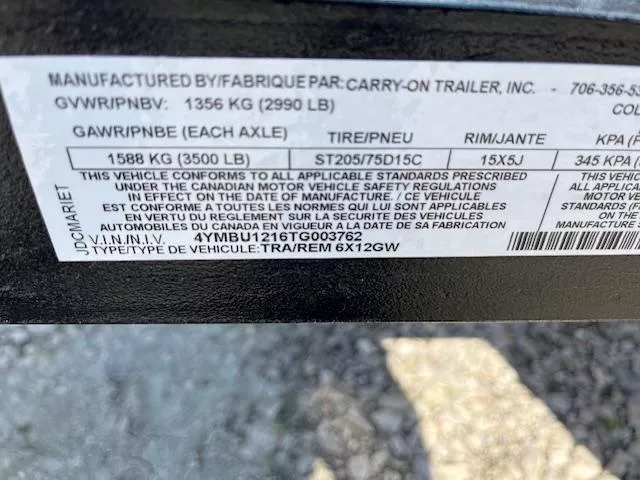 MANUFACTURED BY/FABRIQUE PAR: CARRY-ON TRAILER, INC. - 706-356-53
GVWR/PNBV: 1356 KG (2990 LB) COL
GAWR/PNBE (EACH AXLE) TIRE/PNEU RIM/JANTE KPA (P
1588 KG (3500 LB) ST205/75D15C 15X5J 345 KPA
THIS VEHICLE CONFORMS TO ALL APPLICABLE STANDARDS PRESCRIBED
UNDER THE CANADIAN MOTOR VEHICLE SAFETY REGULATIONS
IN EFFECT ON THE DATE OF MANUFACTURE. / CE VEHICULE
CONFORME A TOUTES LES NORMES QUI LUI SONT APPLICABLES
EN VERTU DU REGLEMENT SUR LA SECURITE DES VEHICULES
AUTOMOBILES DU CANADA EN VIGUEUR A LA DATE DE SA FABRICATION
V.I.N./N.I.V. 4YMBU1216TG003762
TYPE/TYPE DE VEHICULE: TRA/REM 6X12GW
JDCMARIET
THIS VEHI
ALL APPLICABL
MOTOR VEHICLE
STANDARDS (F
ON THE
MANUFACTURE S